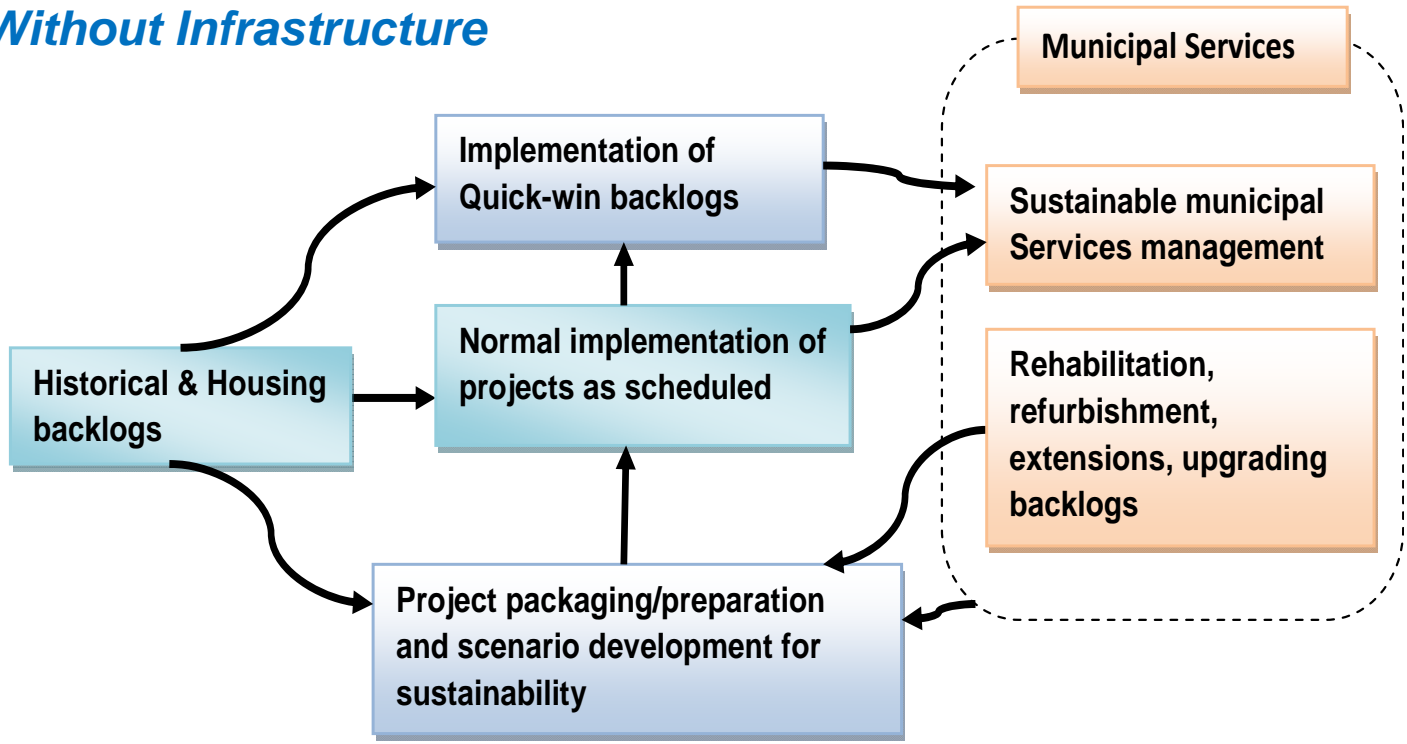 Without Infrastructure
Municipal Services
Implementation of
Quick-win backlogs
Sustainable municipal
Services management
Normal implementation of
projects as scheduled
Historical & Housing
backlogs
Rehabilitation,
refurbishment,
extensions, upgrading
backlogs
Project packaging/preparation
and scenario development for
sustainability